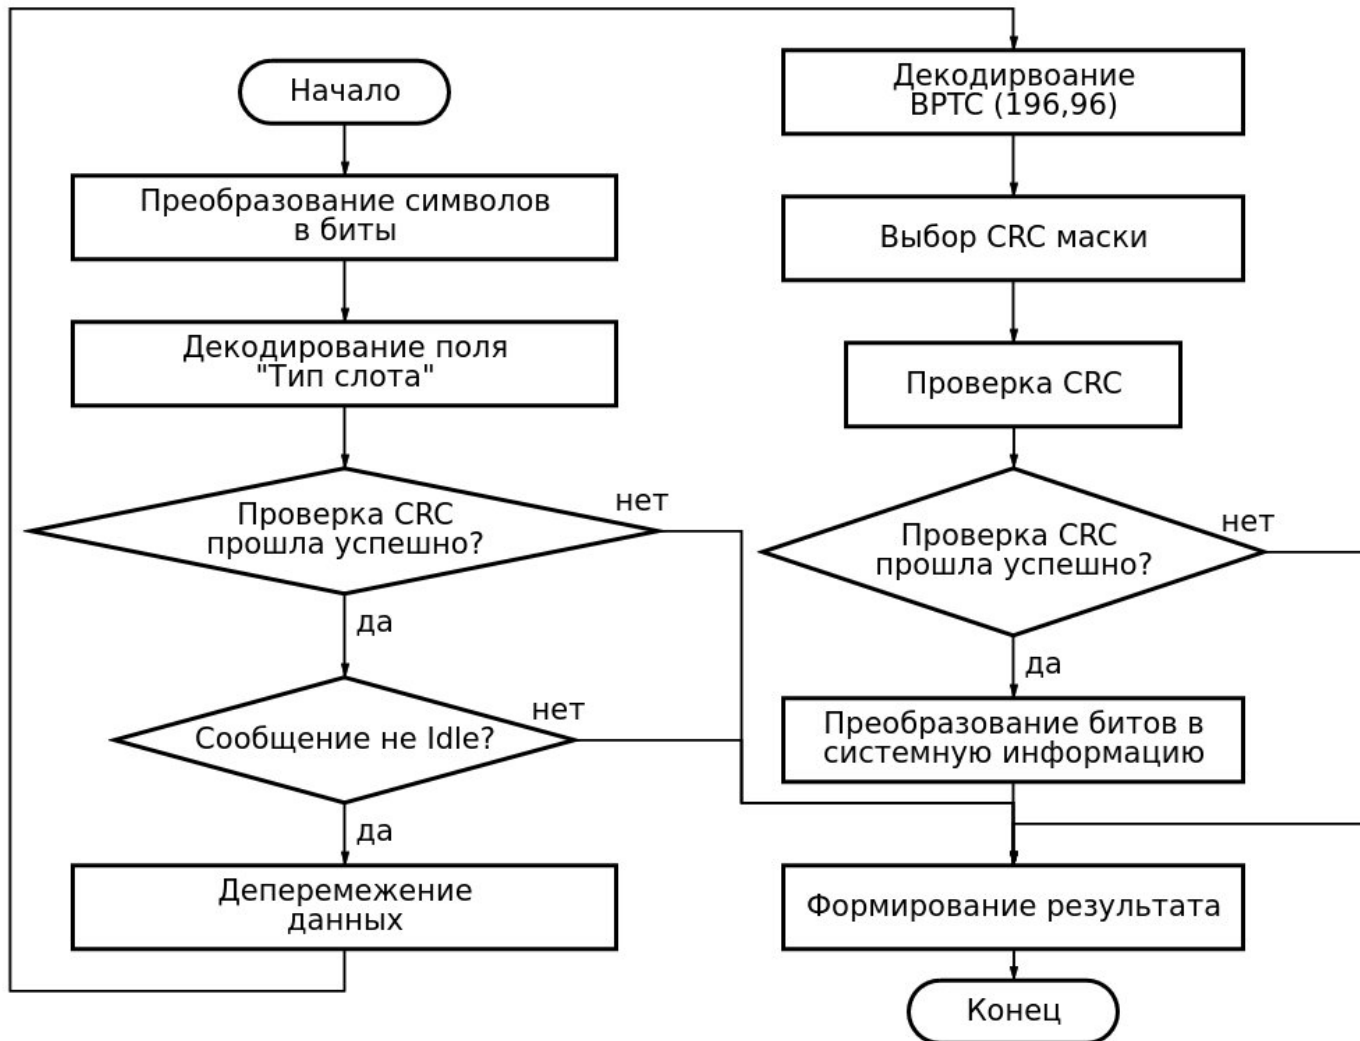 Начало
Преобразование символов
в биты
Декодирование поля
"Тип слота"
Проверка CRC
прошла успешно?
нет
да
Сообщение не Idle?
нет
да
Деперемежение
данных
Декодирвоание
BPTC (196,96)
Выбор CRC маски
Проверка CRC
Проверка CRC
прошла успешно?
нет
да
Преобразование битов в
системную информацию
Формирование результата
Конец